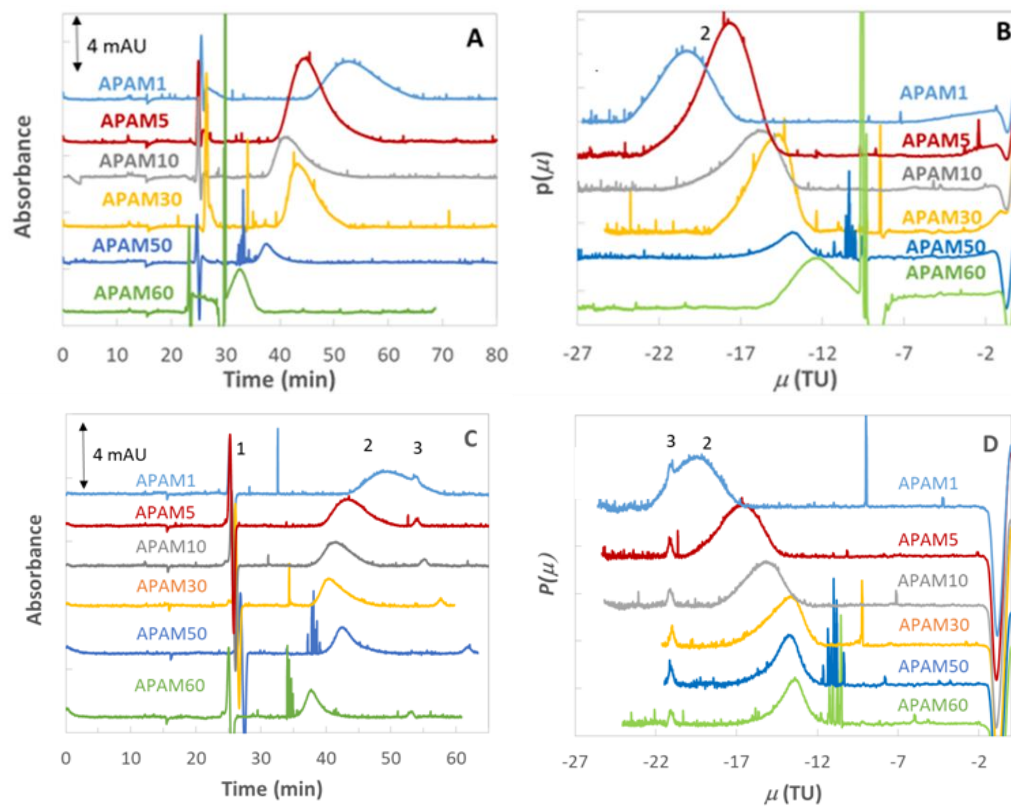 A
4 mAU
APAM1
APAM5
APAM10
APAM30
APAM50
APAM60
Absorbance
0 10 20 30 40 50 60 70 80
Time (min)
B
2
APAM1
APAM5
APAM10
APAM30
APAM50
APAM60
p(μ)
-27 -22 -17 -12 -7 -2
μ (TU)
C
4 mAU
1 2 3
APAM1
APAM5
APAM10
APAM30
APAM50
APAM60
Absorbance
0 10 20 30 40 50 60
Time (min)
D
3 2
APAM1
APAM5
APAM10
APAM30
APAM50
APAM60
P(μ)
-27 -22 -17 -12 -7 -2
μ (TU)